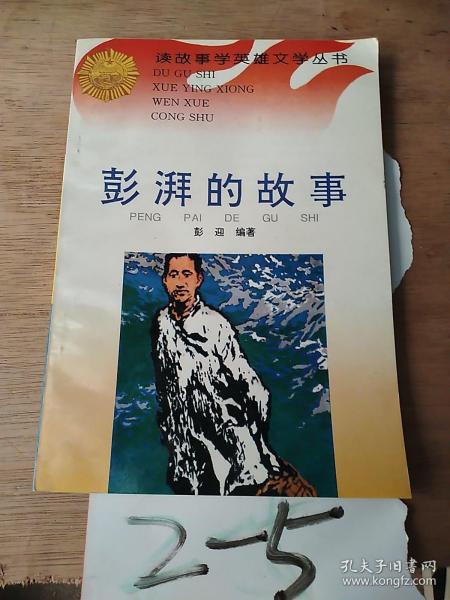 读故事学英雄文学丛书
DU GU SHI
XUE YING XIONG
WEN XUE
CONG SHU
彭湃的故事
PENG PAI DE GU SHI
彭迎 编著
2-5
孔夫子旧书网
www.kongfz.com